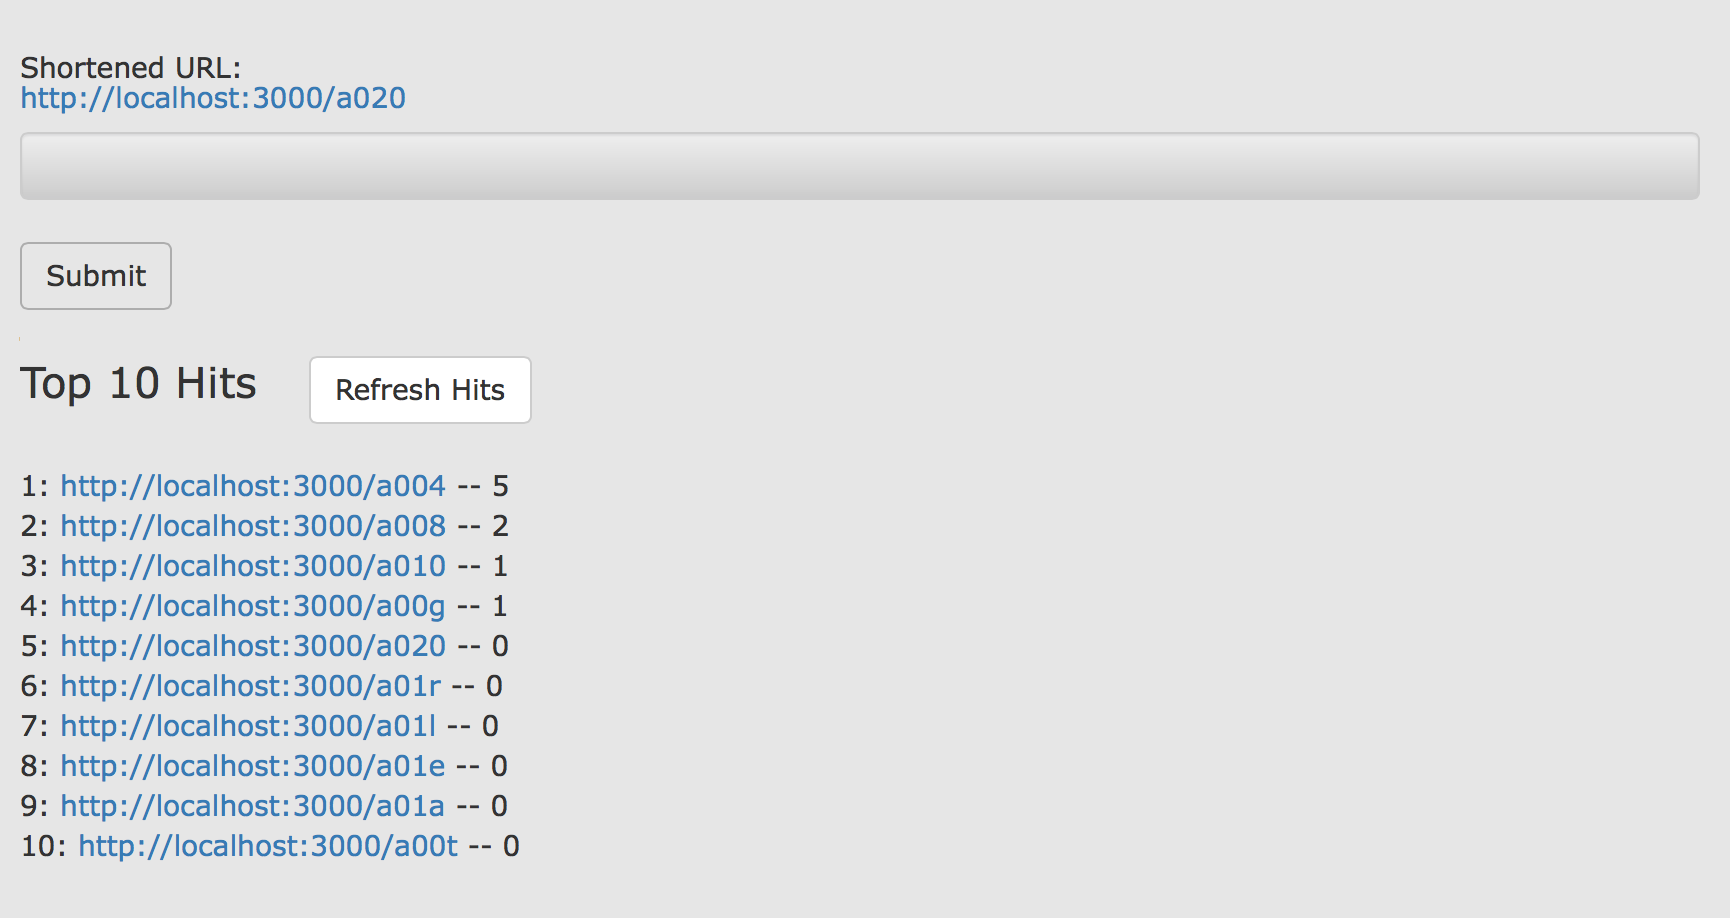 Shortened URL:
http://localhost:3000/a020
Submit
Top 10 Hits
Refresh Hits
1: http://localhost:3000/a004 -- 5
2: http://localhost:3000/a008 -- 2
3: http://localhost:3000/a010 -- 1
4: http://localhost:3000/a00g -- 1
5: http://localhost:3000/a020 -- 0
6: http://localhost:3000/a01r -- 0
7: http://localhost:3000/a01l -- 0
8: http://localhost:3000/a01e -- 0
9: http://localhost:3000/a01a -- 0
10: http://localhost:3000/a00t -- 0